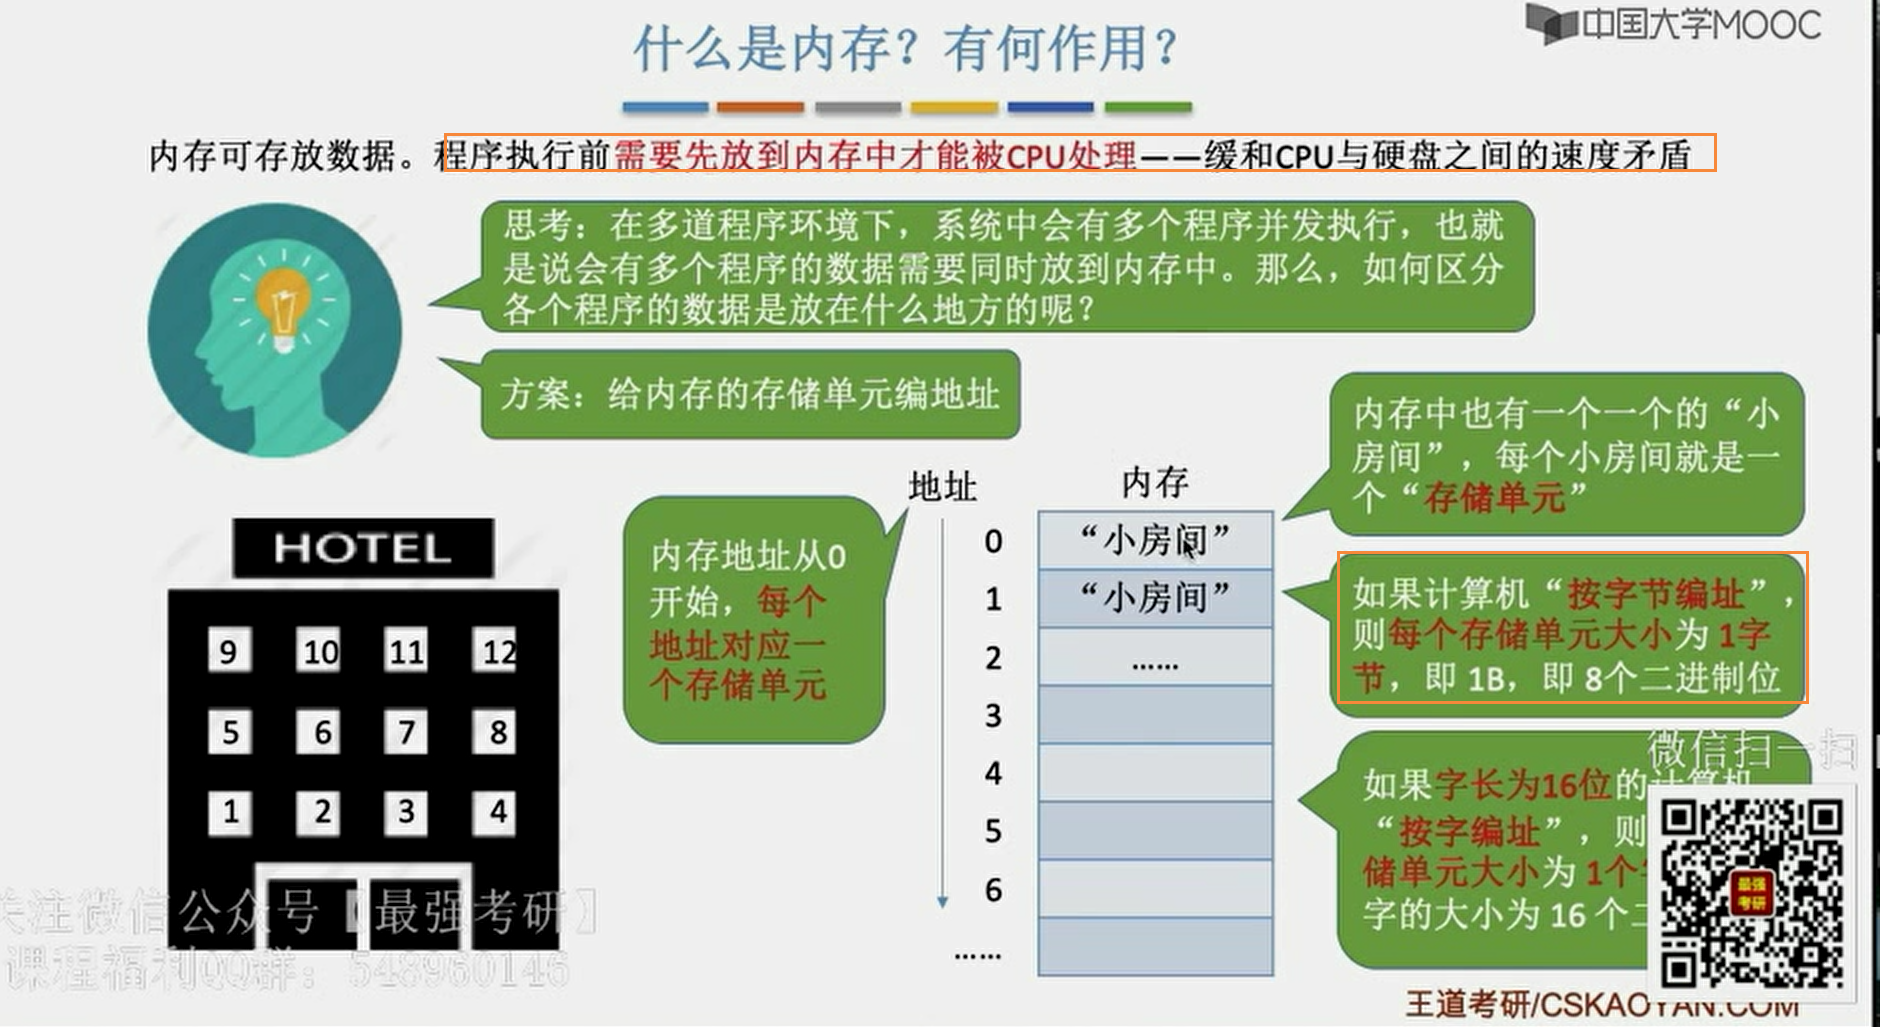 中国大学MOOC
什么是内存？有何作用？
内存可存放数据。程序执行前需要先放到内存中才能被CPU处理——缓和CPU与硬盘之间的速度矛盾
思考：在多道程序环境下，系统中会有多个程序并发执行，也就
是说会有多个程序的数据需要同时放到内存中。那么，如何区分
各个程序的数据是放在什么地方的呢？
方案：给内存的存储单元编地址
内存中也有一个一个的“小
房间”，每个小房间就是一
个“存储单元”
地址
内存
内存地址从0
开始，每个
地址对应一
个存储单元
0
“小房间”
1
“小房间”
2
……
3
4
5
6
……
如果计算机“按字节编址”，
则每个存储单元大小为 1字
节，即 1B，即 8个二进制位
如果字长为16位的计算机
“按字编址”，则
储单元大小为 1个
字的大小为 16 个
HOTEL
9 10 11 12
5 6 7 8
1 2 3 4
微信扫一扫
最强
考研
关注微信公众号【最强考研】
课程福利QQ群：548960146
王道考研/CSKAOYAN.COM